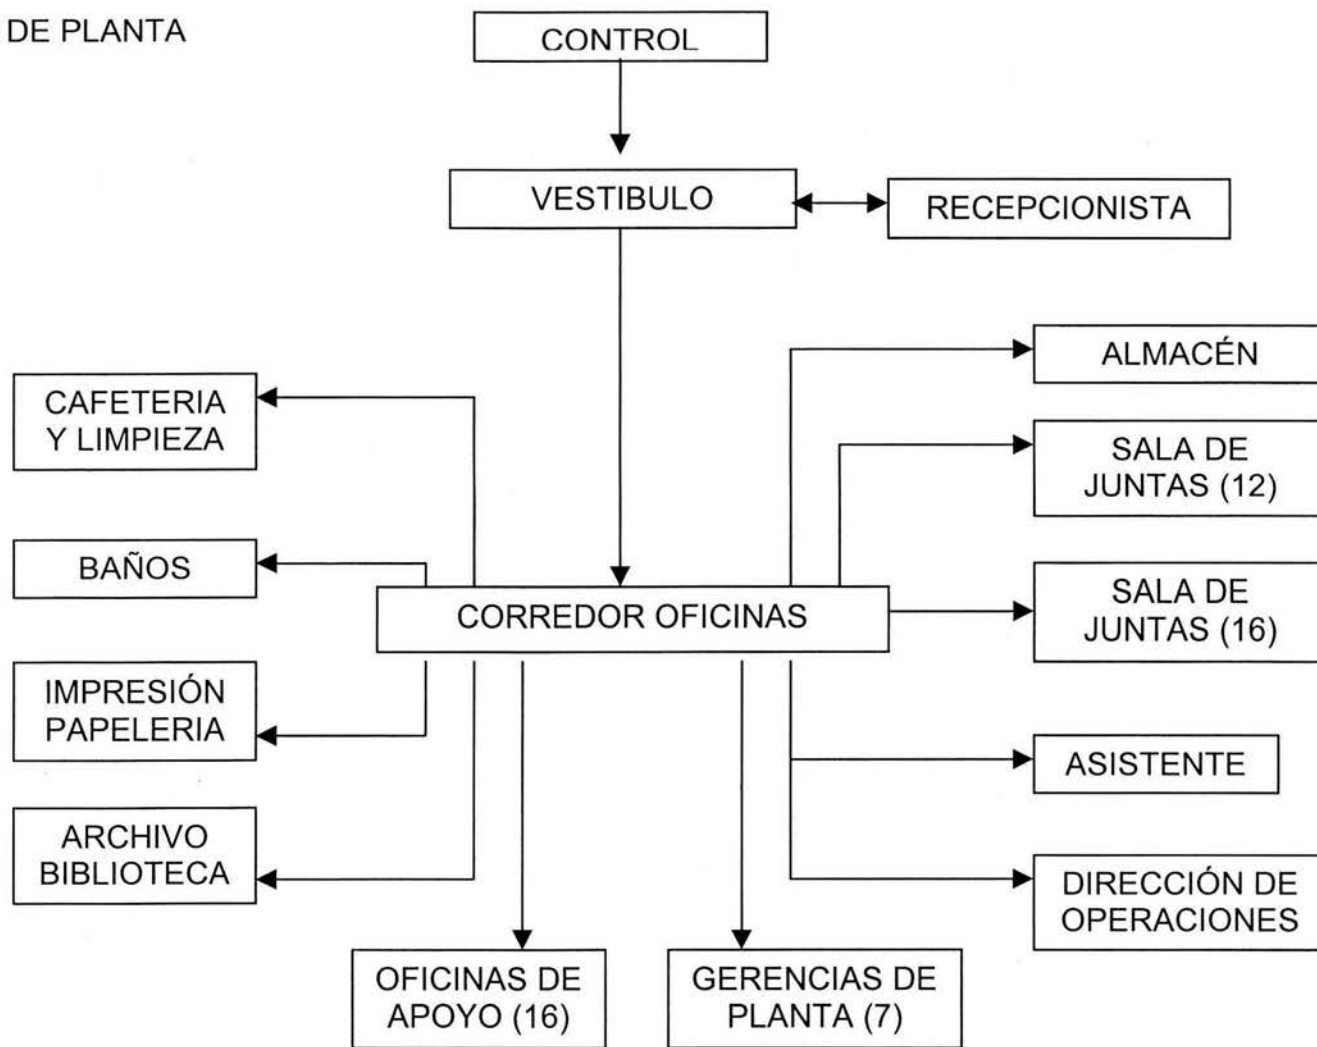 DE PLANTA
CONTROL
VESTIBULO
RECEPCIONISTA
ALMACÉN
CAFETERIA
Y LIMPIEZA
SALA DE
JUNTAS (12)
BAÑOS
CORREDOR OFICINAS
SALA DE
JUNTAS (16)
IMPRESIÓN
PAPELERIA
ASISTENTE
ARCHIVO
BIBLIOTECA
DIRECCIÓN DE
OPERACIONES
OFICINAS DE
APOYO (16)
GERENCIAS DE
PLANTA (7)